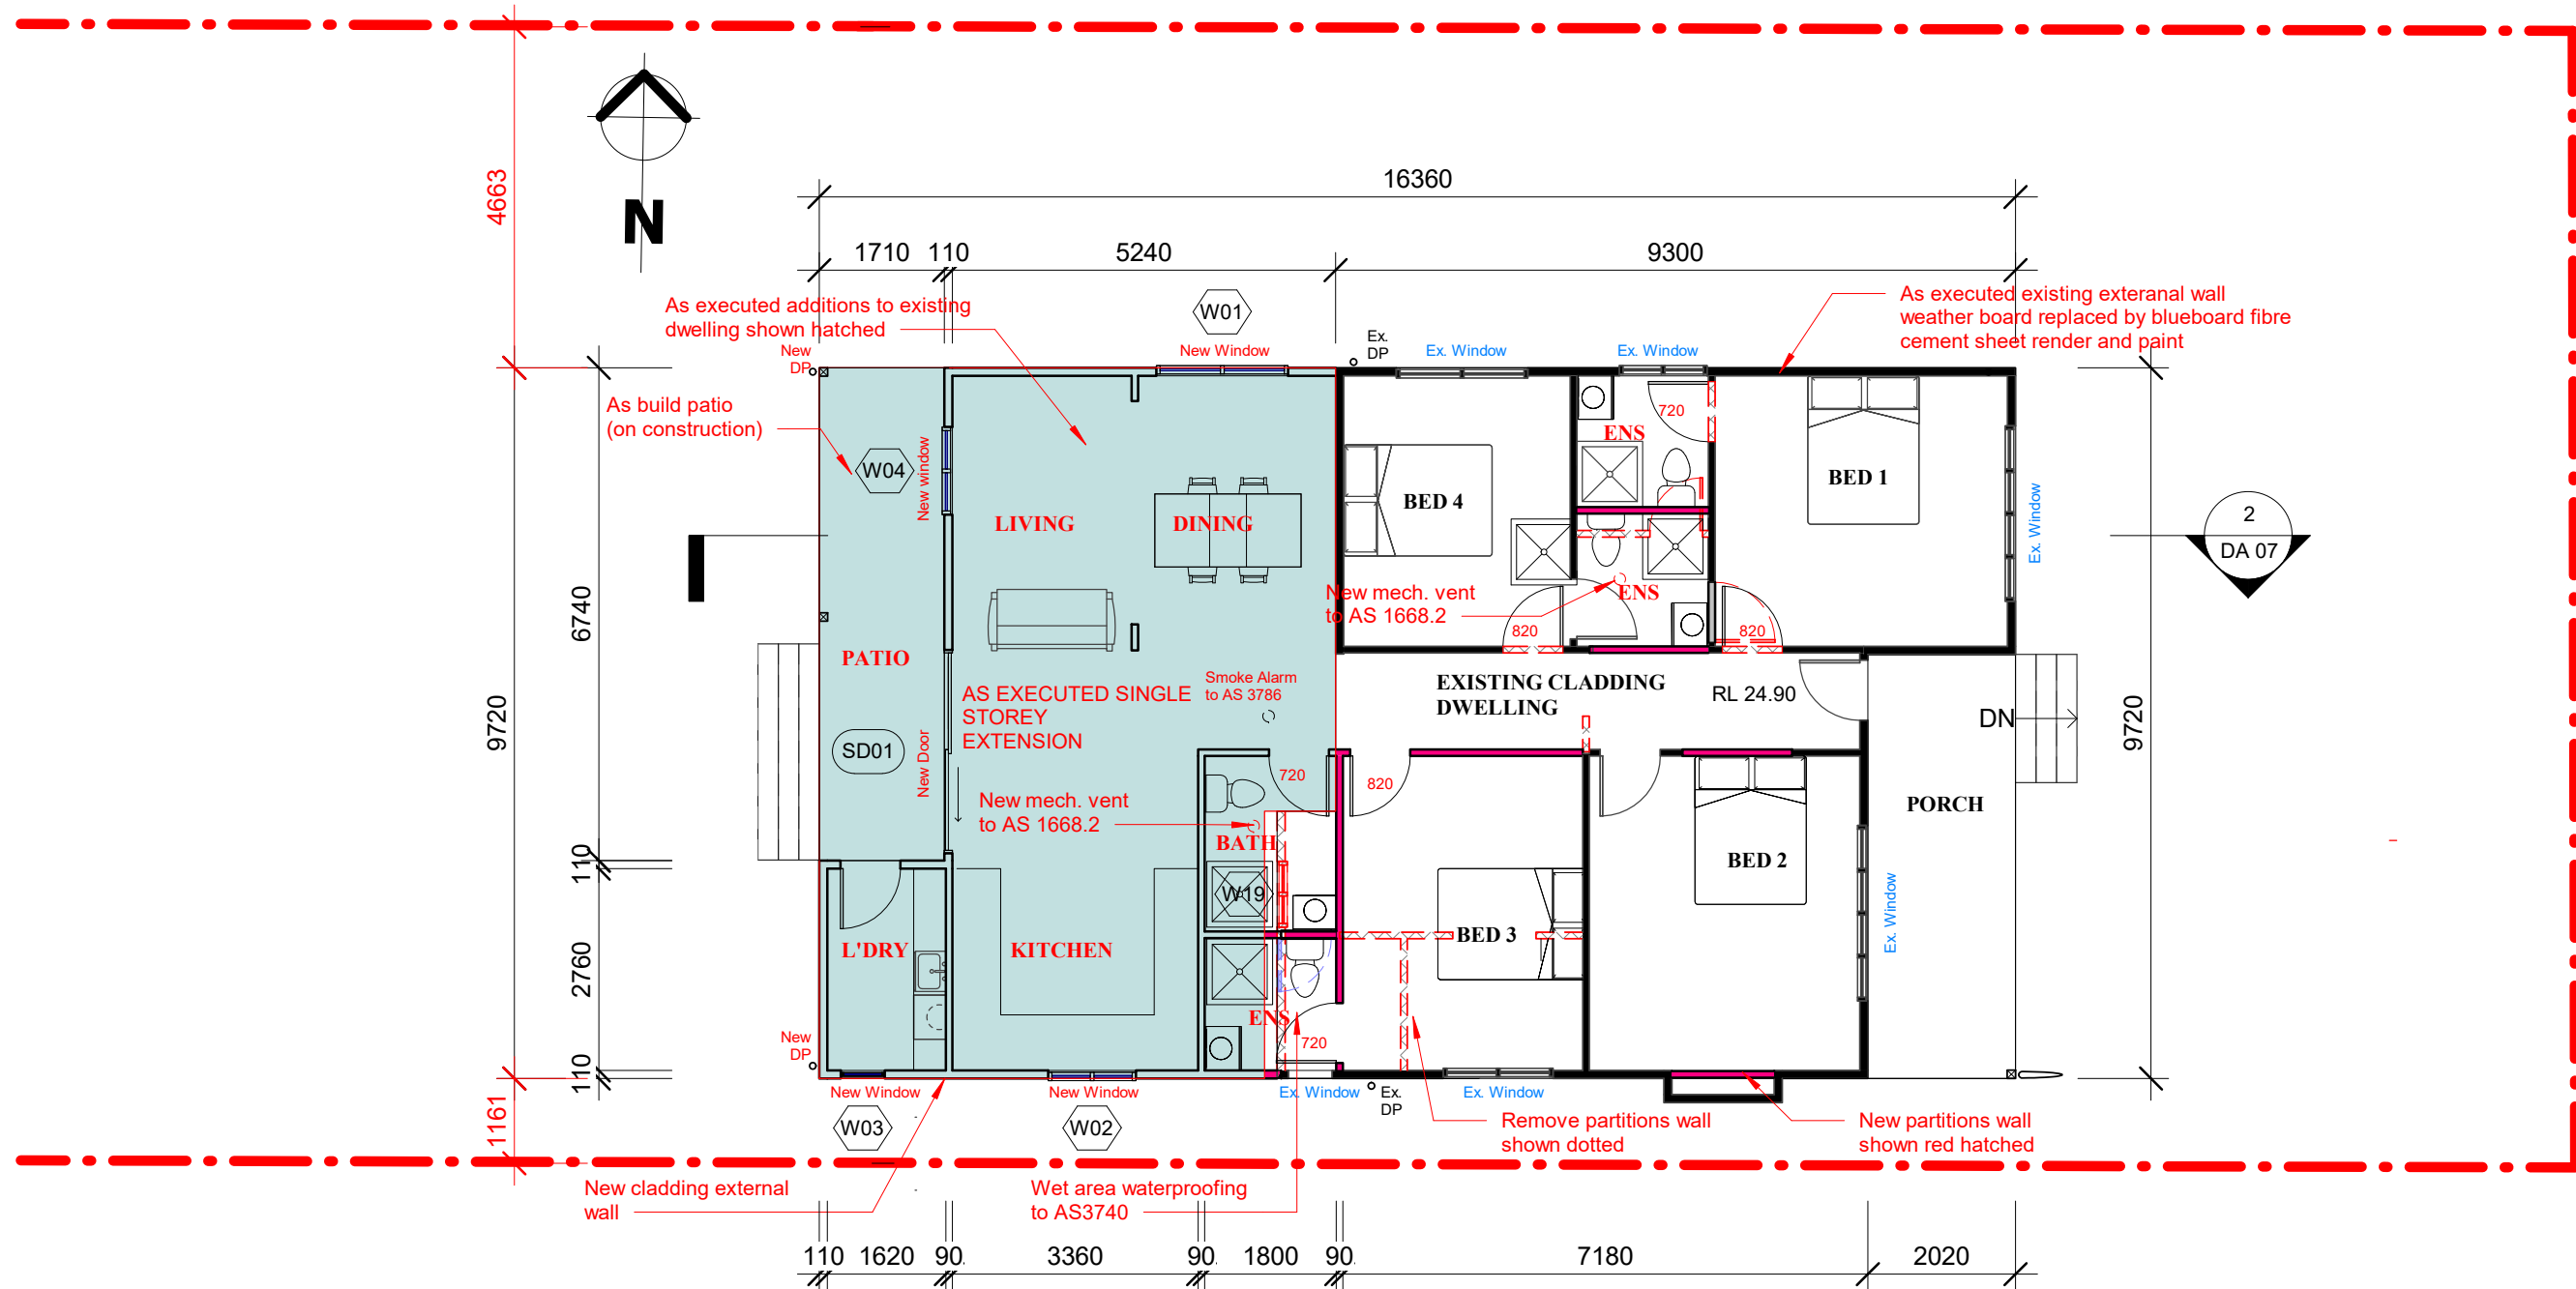 4663
N
16360
1710
110
5240
9300
As executed additions to existing
dwelling shown hatched
W01
As executed existing exteranal wall
weather board replaced by blueboard fibre
cement sheet render and paint
New
DP
New Window
Ex.
DP
Ex. Window
Ex. Window
As build patio
(on construction)
W04
New window
720
ENS
BED 4
BED 1
Ex. Window
2
DA 07
LIVING
DINING
New mech. vent
to AS 1668.2
ENS
820
820
6740
PATIO
9720
Smoke Alarm
to AS 3786
AS EXECUTED SINGLE
STOREY
EXTENSION
EXISTING CLADDING
DWELLING
RL 24.90
DN
9720
SD01
New Door
720
820
New mech. vent
to AS 1668.2
BATH
PORCH
BED 2
110
W19
Ex. Window
L'DRY
KITCHEN
BED 3
2760
ENS
720
New
DP
110
1161
New Window
New Window
Ex. Window
Ex.
DP
Ex. Window
W03
W02
Remove partitions wall
shown dotted
New partitions wall
shown red hatched
New cladding external
wall
Wet area waterproofing
to AS3740
110
1620
90
3360
90
1800
90
7180
2020